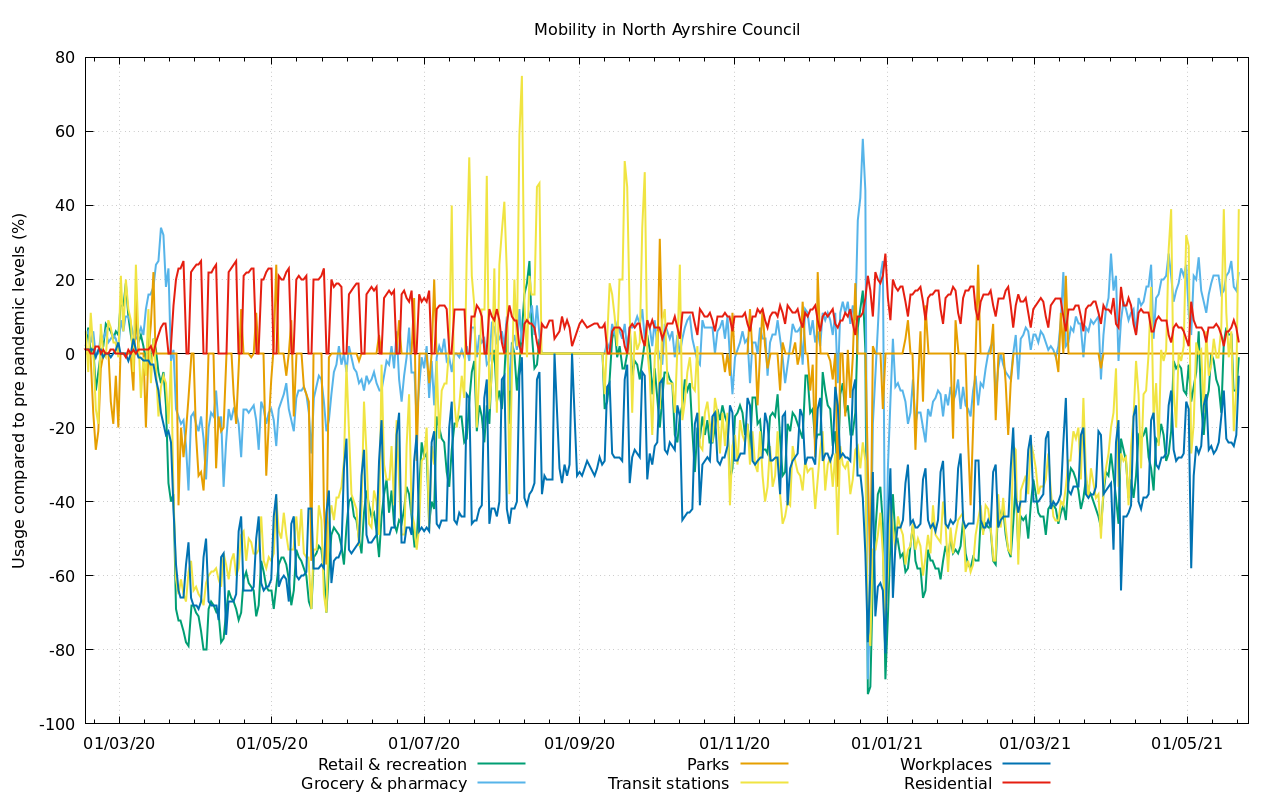 Mobility in North Ayrshire Council
Usage compared to pre pandemic levels (%)
80
60
40
20
0
-20
-40
-60
-80
-100
01/03/20 01/05/20 01/07/20 01/09/20 01/11/20 01/01/21 01/03/21 01/05/21
Retail & recreation Parks Workplaces
Grocery & pharmacy Transit stations Residential